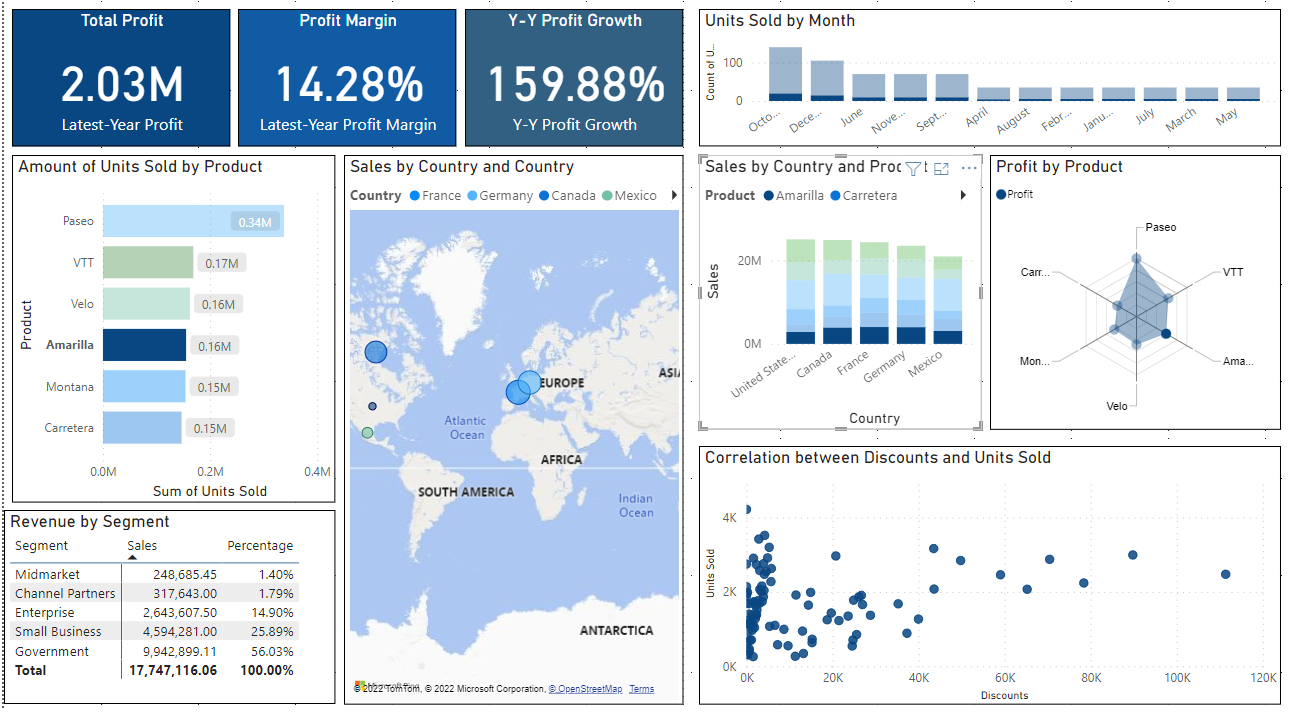 Total Profit
2.03M
Latest-Year Profit
Profit Margin
14.28%
Latest-Year Profit Margin
Y-Y Profit Growth
159.88%
Y-Y Profit Growth
Units Sold by Month
Count of U...
100
0
Octo...
Dece...
June
Nove...
Sept...
April
August
Febr...
Janu...
July
March
May
Amount of Units Sold by Product
Product
Paseo
0.34M
VTT
0.17M
Velo
0.16M
Amarilla
0.16M
Montana
0.15M
Carretera
0.15M
0.0M 0.2M 0.4M
Sum of Units Sold
Sales by Country and Country
Country France Germany Canada Mexico
EUROPE
ASI
Atlantic
Ocean
AFRICA
SOUTH AMERICA
Indian
Ocean
ANTARCTICA
© 2022 TomTom, © 2022 Microsoft Corporation, © OpenStreetMap Terms
Sales by Country and Pro
Product Amarilla Carretera
Sales
20M
0M
United State...
Canada
France
Germany
Mexico
Country
Profit by Product
Profit
Paseo
Carr...
VTT
Mon...
Ama...
Velo
Revenue by Segment
Segment Sales Percentage
Midmarket 248,685.45 1.40%
Channel Partners 317,643.00 1.79%
Enterprise 2,643,607.50 14.90%
Small Business 4,594,281.00 25.89%
Government 9,942,899.11 56.03%
Total 17,747,116.06 100.00%
Correlation between Discounts and Units Sold
Units Sold
4K
2K
0K
0K 20K 40K 60K 80K 100K 120K
Discounts